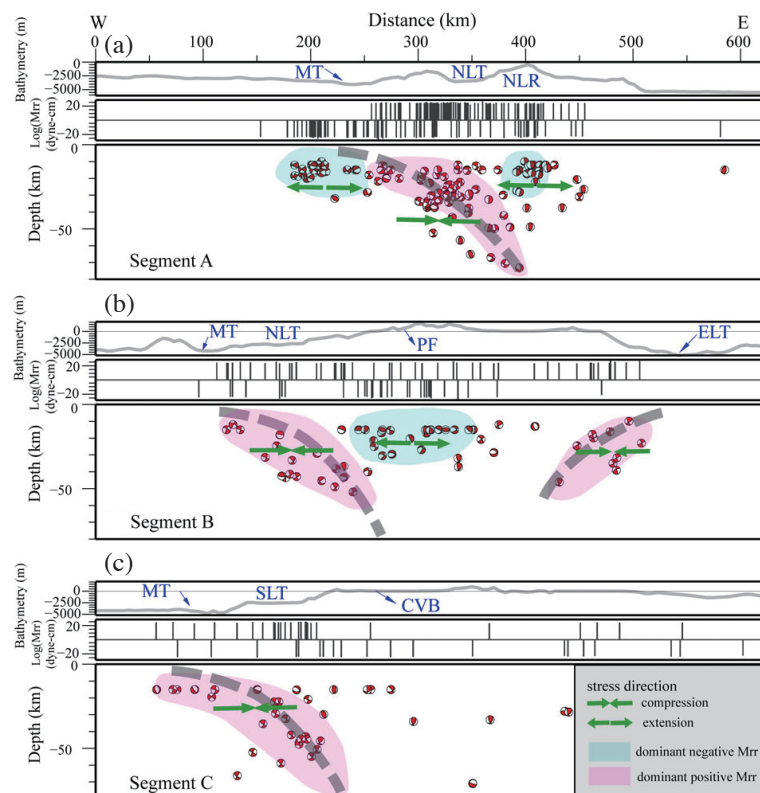 W Distance (km) E
0 100 200 300 400 500 600
(a)
Bathymetry (m)
0
−2500
−5000
MT NLT NLR
Log(Mrr)
(dyne-cm)
20
−20
Depth (km)
0
−50
Segment A
(b)
Bathymetry (m)
0
−2500
−5000
MT NLT PF ELT
Log(Mrr)
(dyne-cm)
20
−20
Depth (km)
0
−50
Segment B
(c)
Bathymetry (m)
0
−2500
−5000
MT SLT CVB
Log(Mrr)
(dyne-cm)
20
−20
Depth (km)
0
−50
Segment C
stress direction
compression
extension
dominant negative Mrr
dominant positive Mrr